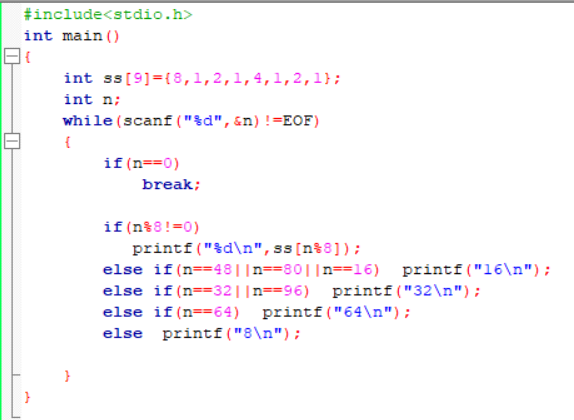 #include<stdio.h>
int main()
{
    int ss[9]={8,1,2,1,4,1,2,1};
    int n;
    while(scanf("%d",&n)!=EOF)
    {
        if(n==0)
            break;
        if(n%8!=0)
           printf("%d\n",ss[n%8]);
        else if(n==48||n==80||n==16)  printf("16\n");
        else if(n==32||n==96)  printf("32\n");
        else if(n==64)  printf("64\n");
        else  printf("8\n");
    }
}